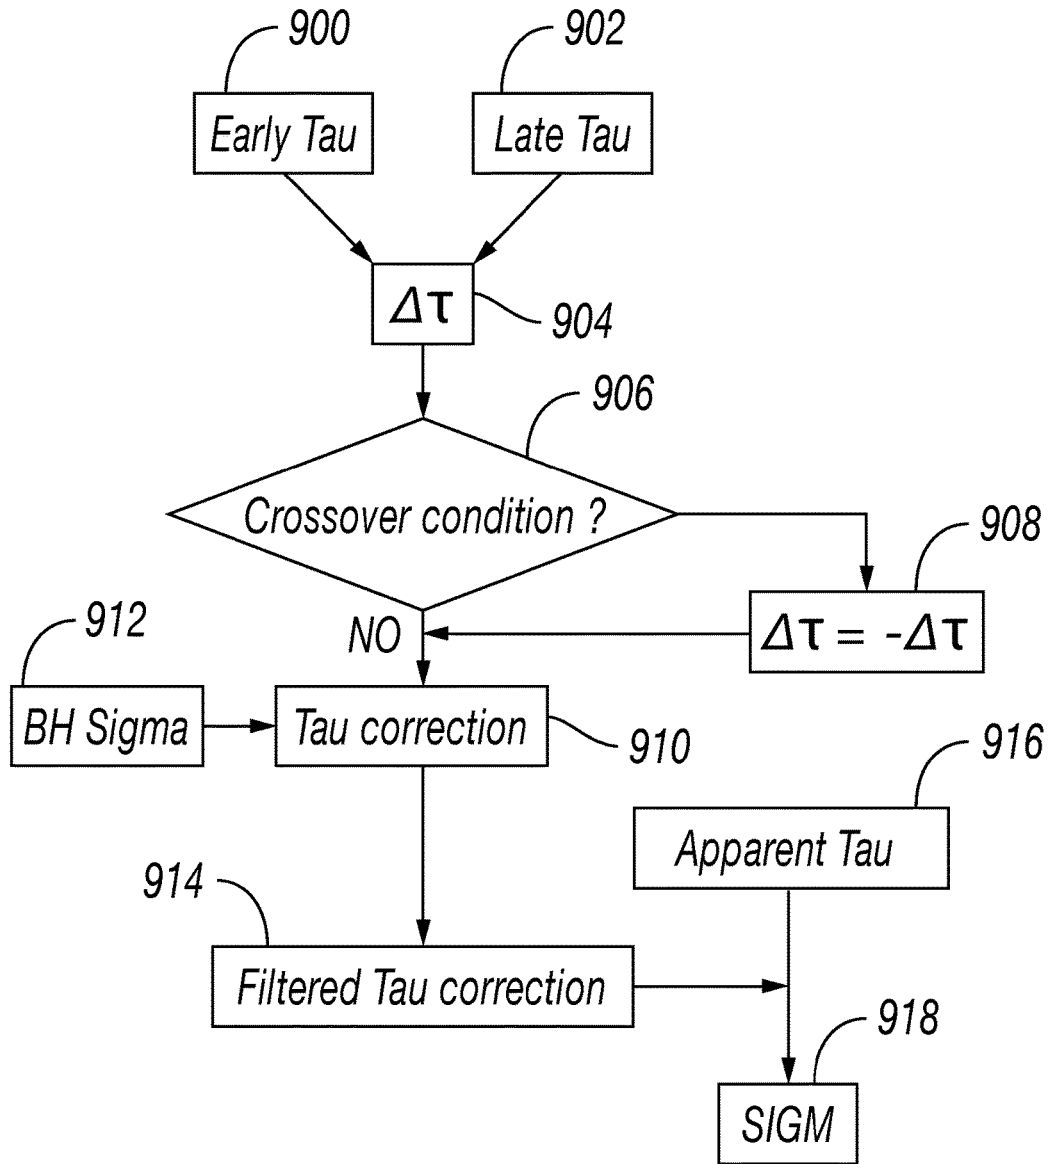 900
902
Early Tau
Late Tau
Δτ
904
906
Crossover condition ?
908
Δτ = -Δτ
NO
912
BH Sigma
Tau correction
910
916
Apparent Tau
914
Filtered Tau correction
918
SIGM